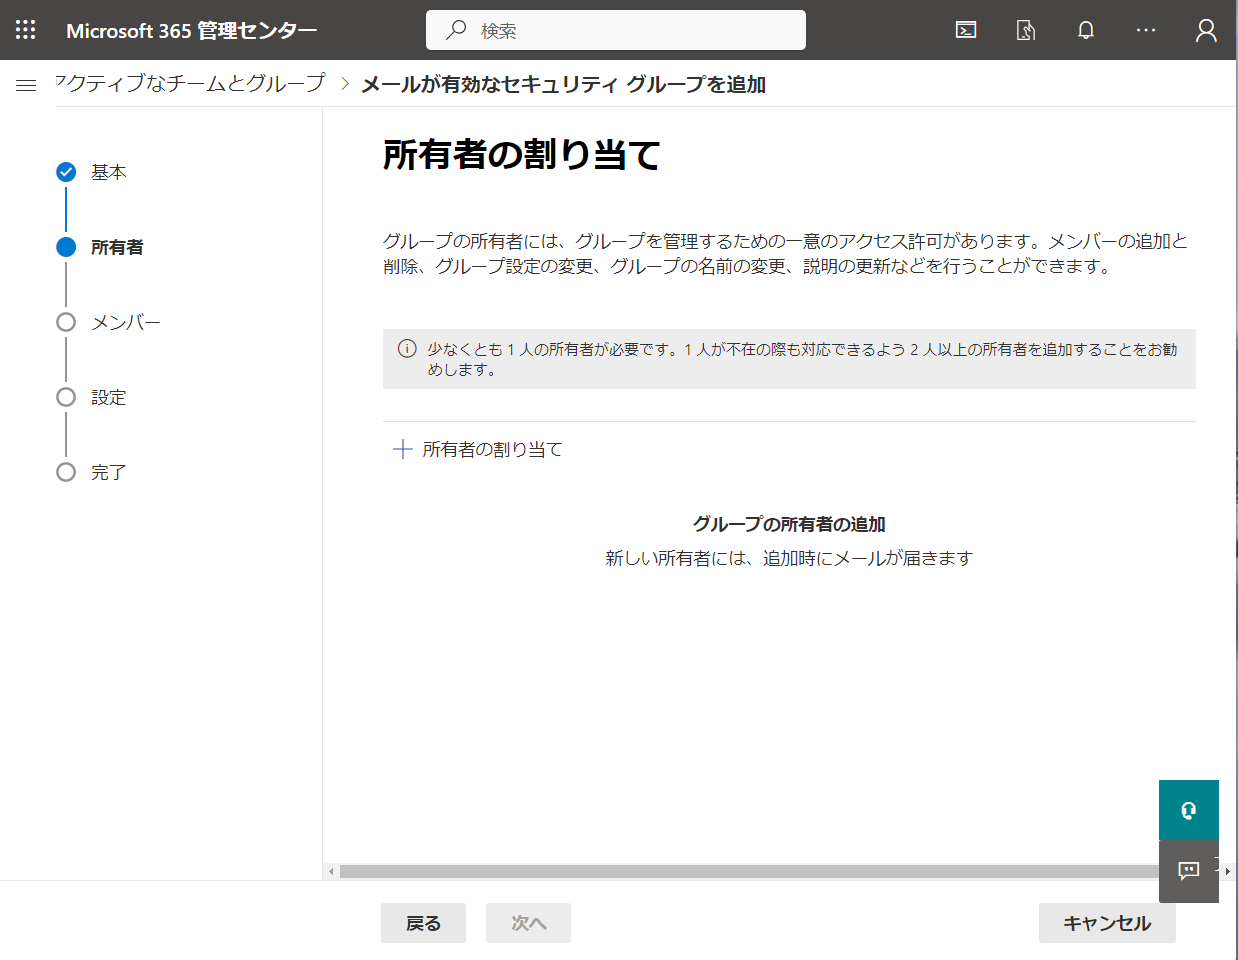 Microsoft 365 管理センター
検索
アクティブなチームとグループ > メールが有効なセキュリティ グループを追加
基本
所有者
メンバー
設定
完了
所有者の割り当て
グループの所有者には、グループを管理するための一意のアクセス許可があります。メンバーの追加と
削除、グループ設定の変更、グループの名前の変更、説明の更新などを行うことができます。
少なくとも 1 人の所有者が必要です。1 人が不在の際も対応できるよう 2 人以上の所有者を追加することをお勧
めします。
所有者の割り当て
グループの所有者の追加
新しい所有者には、追加時にメールが届きます
戻る
次へ
キャンセル